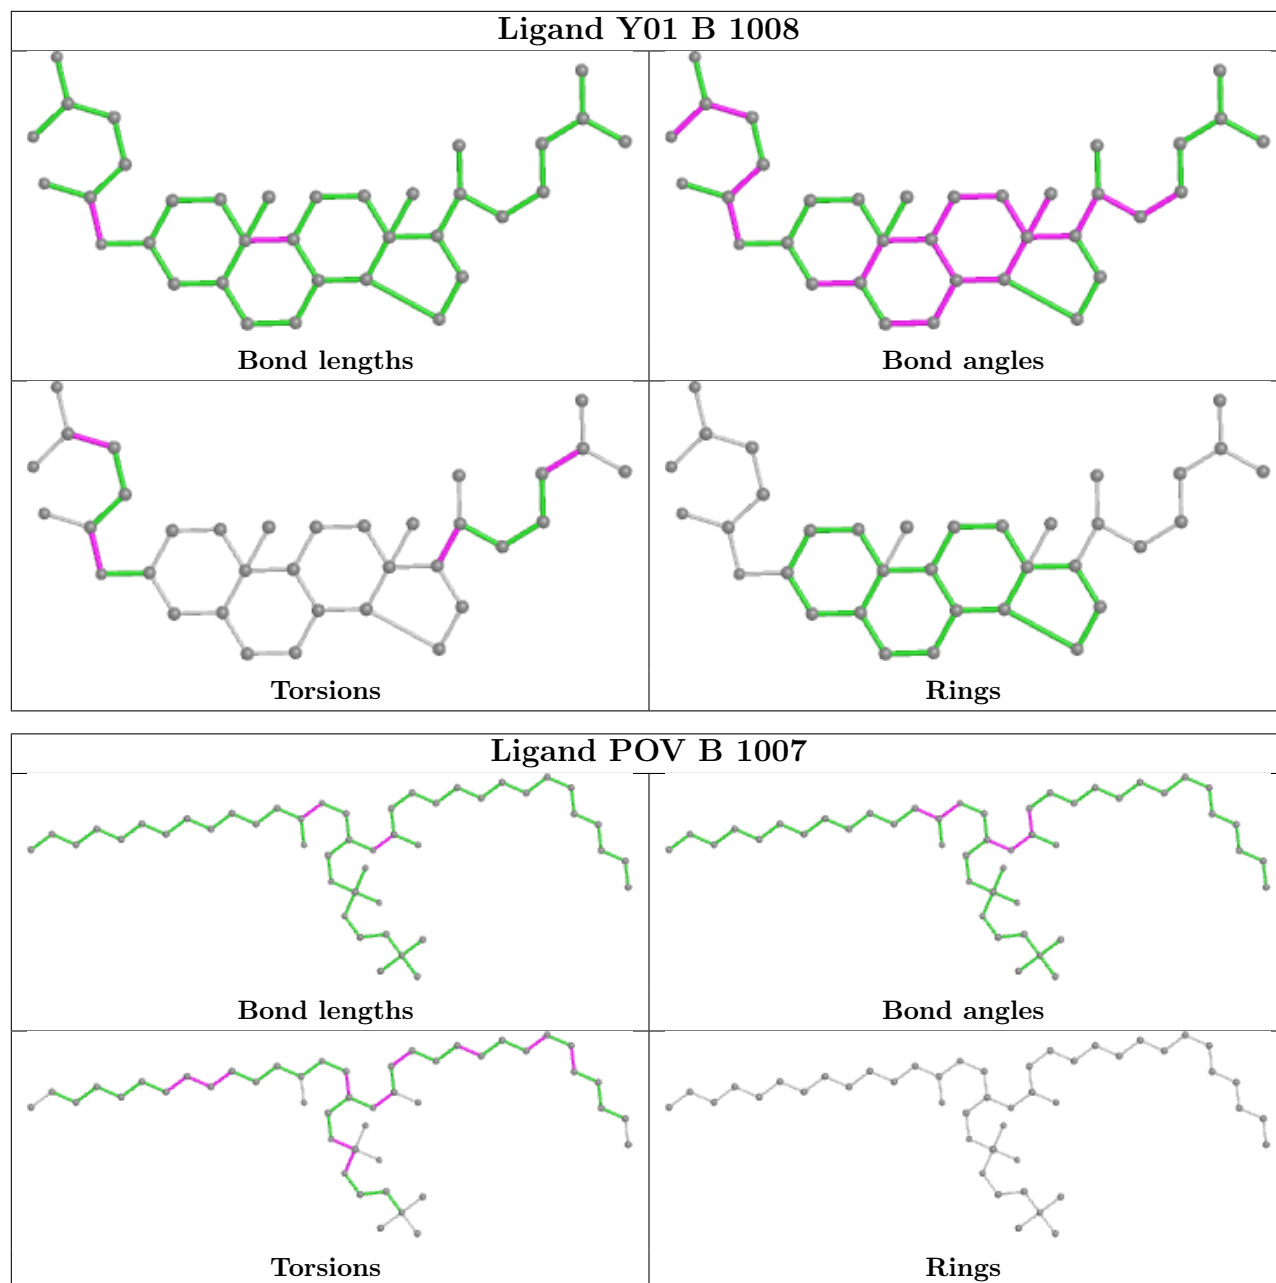 Ligand Y01 B 1008
Bond lengths
Bond angles
Torsions
Rings
Ligand POV B 1007
Bond lengths
Bond angles
Torsions
Rings